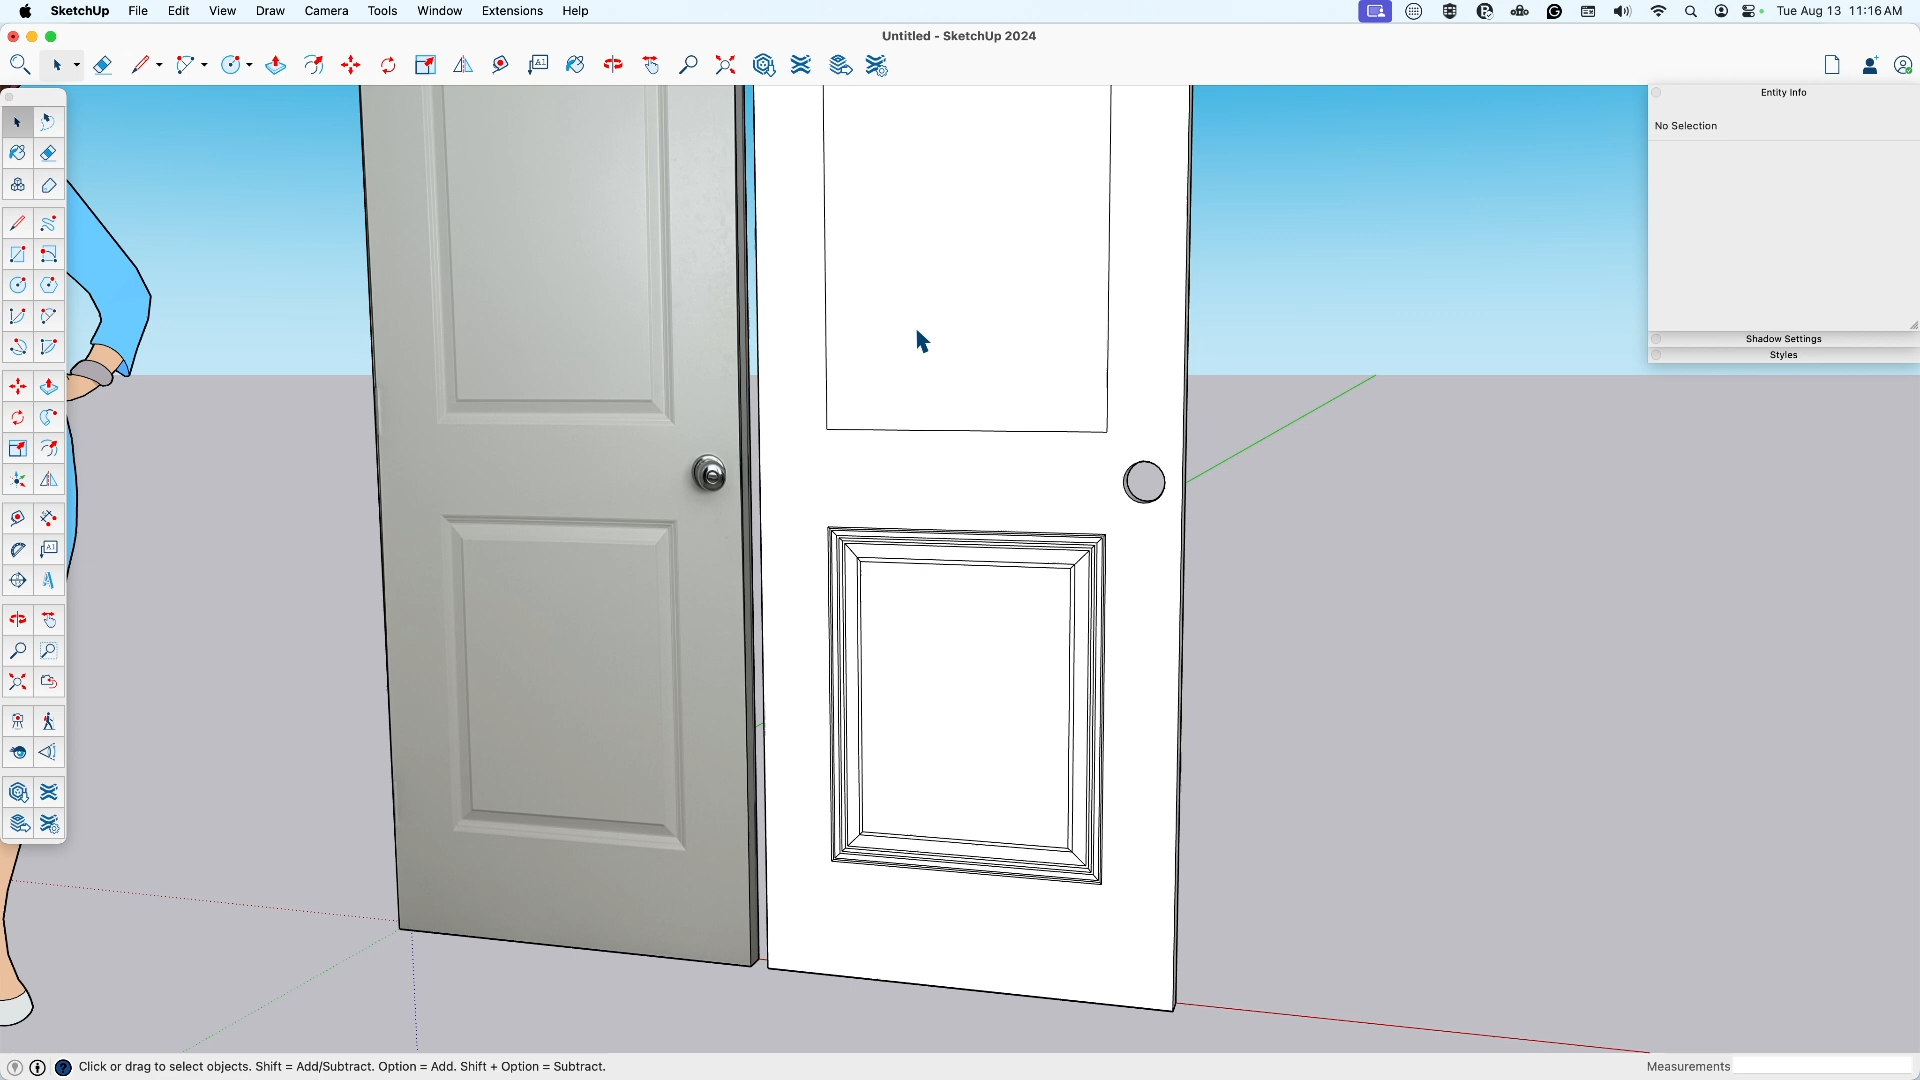 SketchUp File Edit View Draw Camera Tools Window Extensions Help
Tue Aug 13 11:16 AM
Untitled - SketchUp 2024
Entity Info
No Selection
Shadow Settings
Styles
Click or drag to select objects. Shift = Add/Subtract. Option = Add. Shift + Option = Subtract.
Measurements